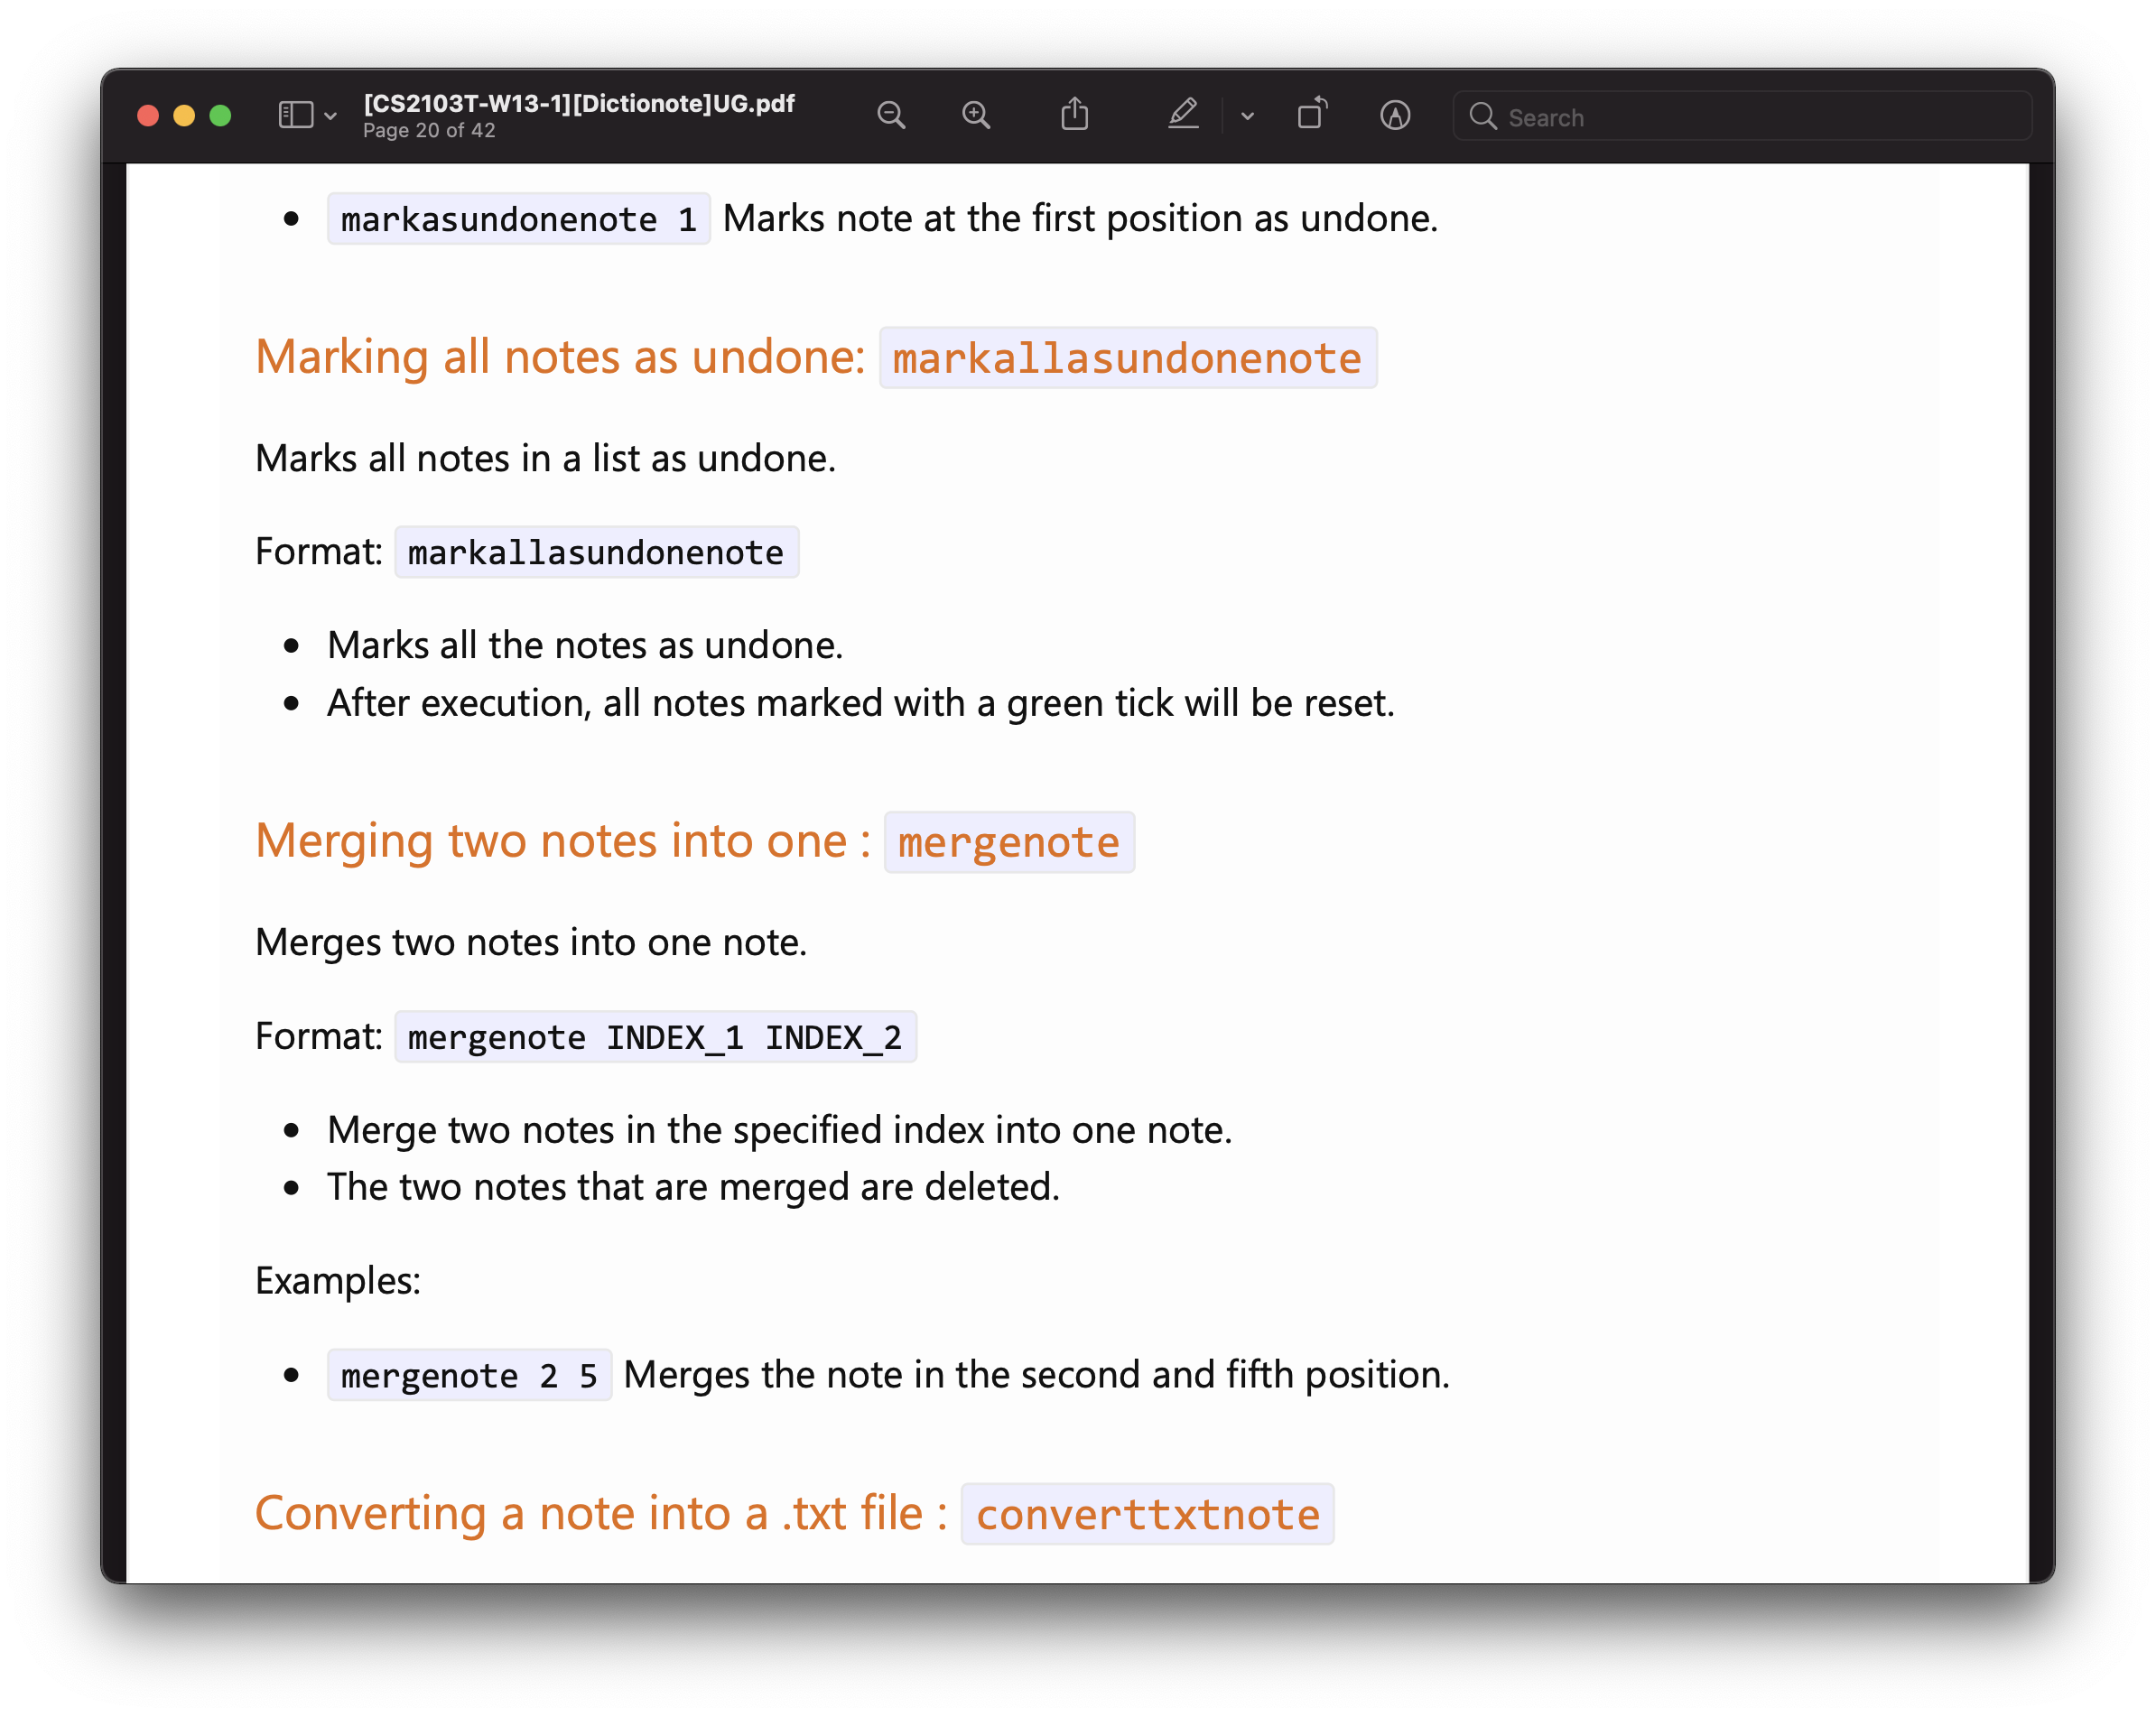 [CS2103T-W13-1][Dictionote]UG.pdf
Page 20 of 42
Search
markasundonenote 1 Marks note at the first position as undone.
Marking all notes as undone: markallasundonenote
Marks all notes in a list as undone.
Format: markallasundonenote
Marks all the notes as undone.
After execution, all notes marked with a green tick will be reset.
Merging two notes into one : mergenote
Merges two notes into one note.
Format: mergenote INDEX_1 INDEX_2
Merge two notes in the specified index into one note.
The two notes that are merged are deleted.
Examples:
mergenote 2 5 Merges the note in the second and fifth position.
Converting a note into a .txt file : converttxtnote